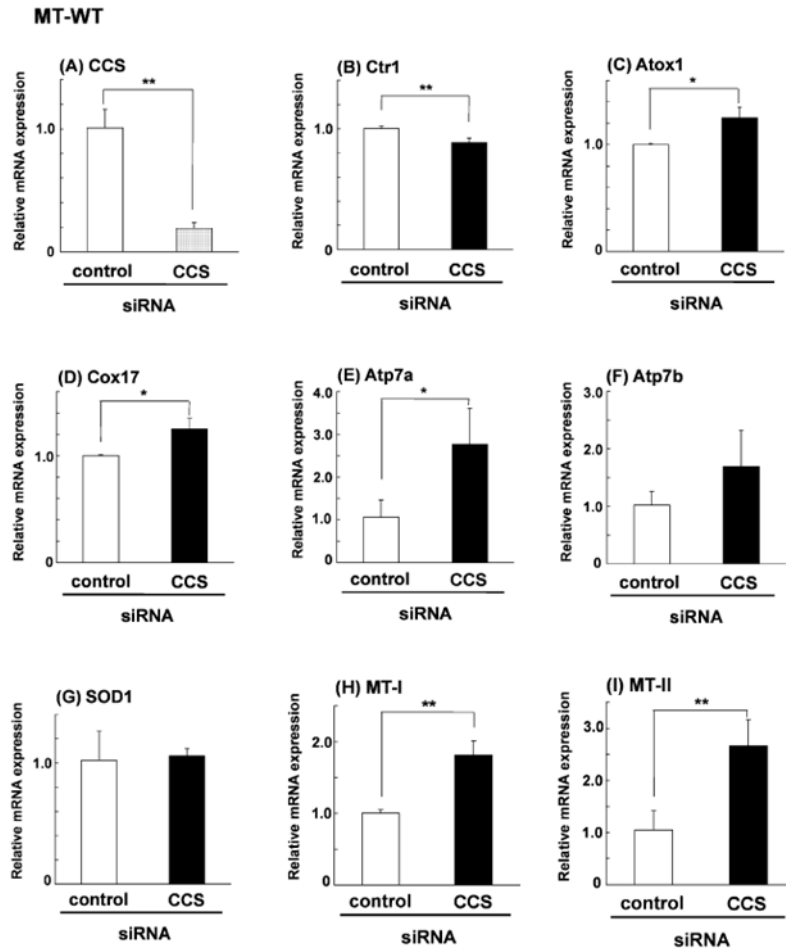 MT-WT
(A) CCS
**
Relative mRNA expression
1.0
0
control CCS
siRNA
(B) Ctr1
**
Relative mRNA expression
1.0
0
control CCS
siRNA
(C) Atox1
*
Relative mRNA expression
1.0
0
control CCS
siRNA
(D) Cox17
*
Relative mRNA expression
1.0
0
control CCS
siRNA
(E) Atp7a
*
Relative mRNA expression
4.0
3.0
2.0
1.0
0
control CCS
siRNA
(F) Atp7b
Relative mRNA expression
3.0
2.0
1.0
0
control CCS
siRNA
(G) SOD1
Relative mRNA expression
1.0
0
control CCS
siRNA
(H) MT-I
**
Relative mRNA expression
2.0
1.0
0
control CCS
siRNA
(I) MT-II
**
Relative mRNA expression
3.0
2.0
1.0
0
control CCS
siRNA